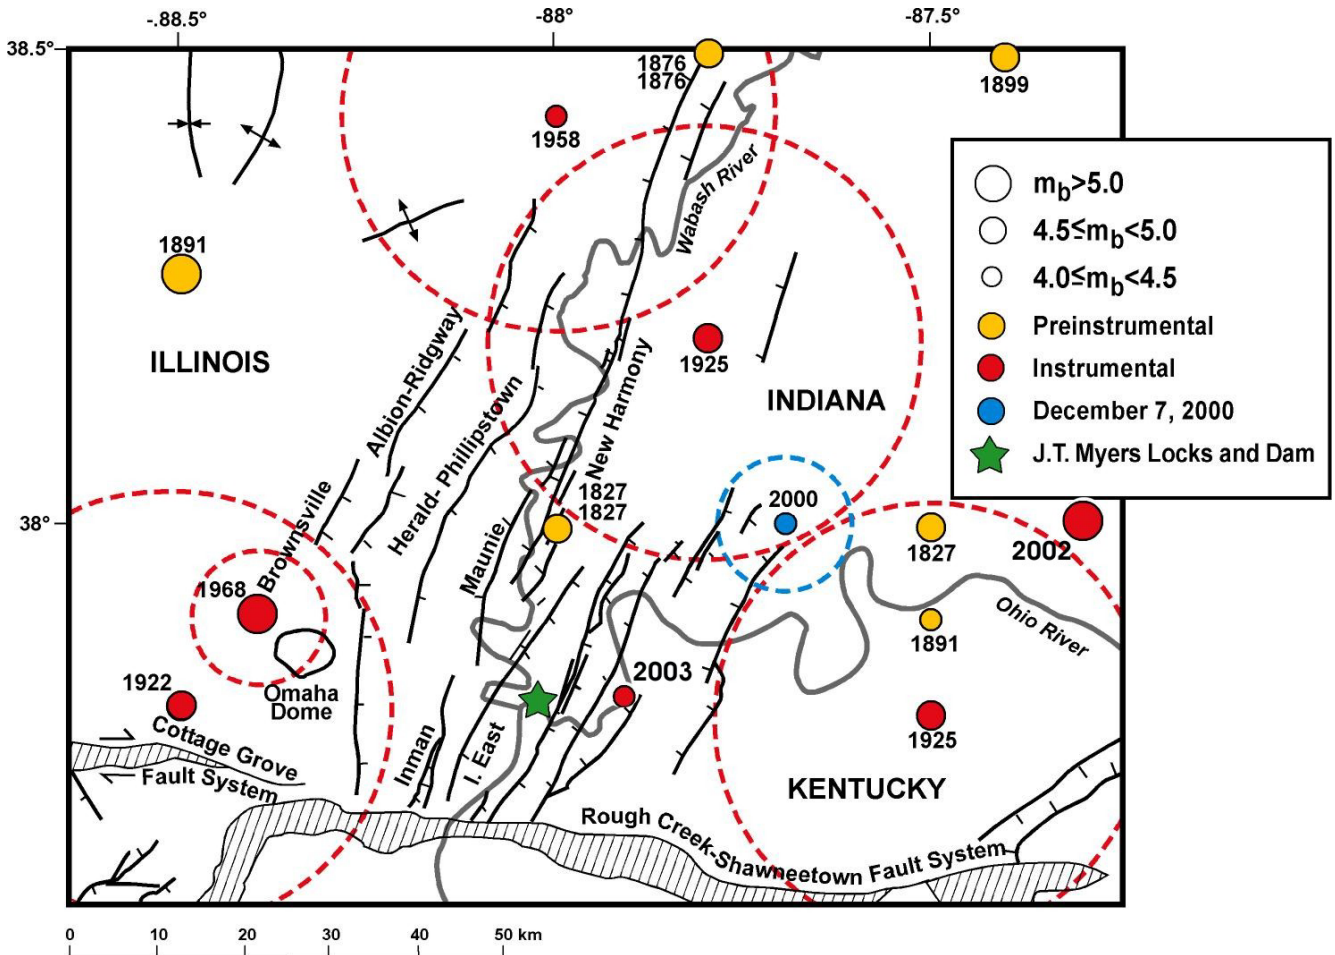 -.88.5°
-88°
-87.5°
38.5°
1876
1876
1899
1958
Wabash River
1891
mb>5.0
4.5≤mb<5.0
4.0≤mb<4.5
Preinstrumental
Instrumental
December 7, 2000
J.T. Myers Locks and Dam
ILLINOIS
Albion-Ridgway
1925
INDIANA
Herald- Phillipstown
New Harmony
1827
1827
2000
38°
Brownsville
Maunie
1827
2002
1968
Ohio River
1891
Omaha
Dome
2003
1922
1925
Cottage Grove
Fault System
Inman
I. East
KENTUCKY
Rough Creek-Shawneetown Fault System
0 10 20 30 40 50 km